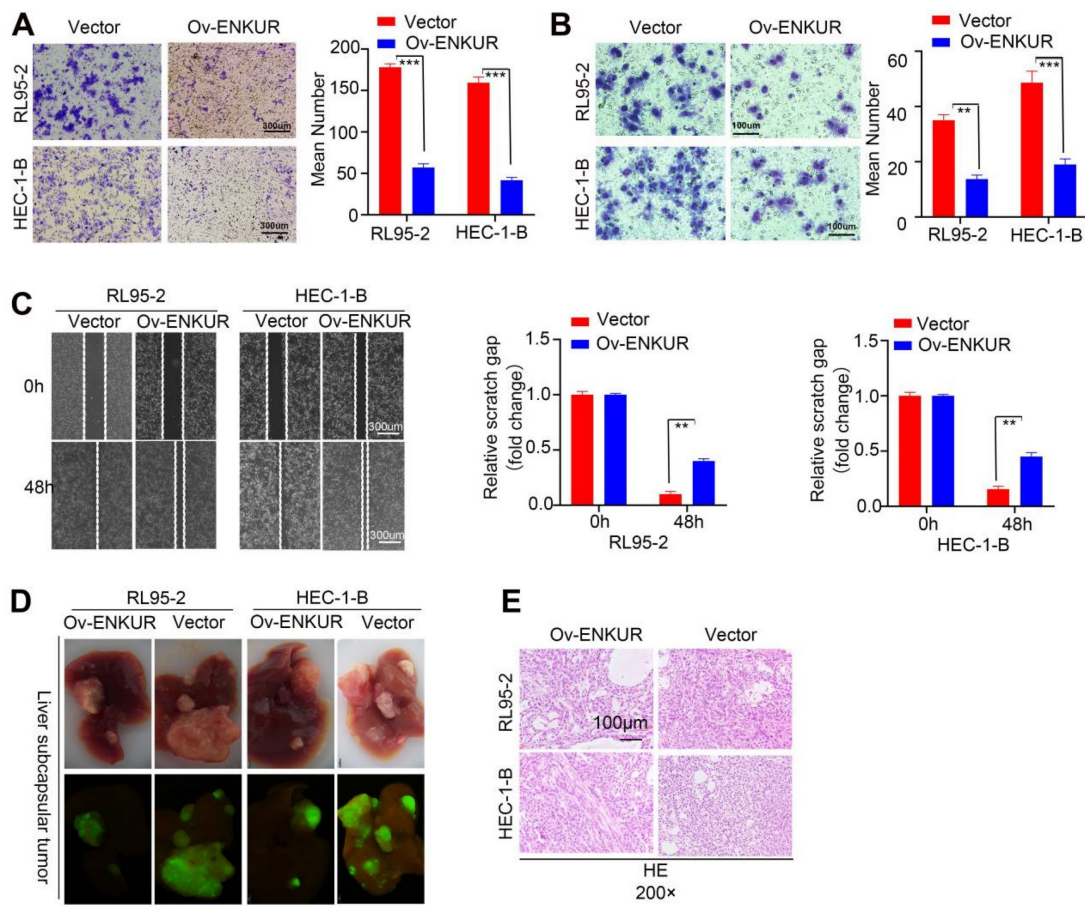 A
Vector Ov-ENKUR
RL95-2
HEC-1-B
300um
300um
Vector
Ov-ENKUR
Mean Number
200
150
100
50
0
***
***
RL95-2 HEC-1-B
B
Vector Ov-ENKUR
RL95-2
HEC-1-B
100um
100um
Vector
Ov-ENKUR
Mean Number
60
40
20
0
**
***
RL95-2 HEC-1-B
C
RL95-2 HEC-1-B
Vector Ov-ENKUR Vector Ov-ENKUR
0h
300um
48h
300um
Vector
Ov-ENKUR
Relative scratch gap
(fold change)
1.5
1.0
0.5
0.0
**
0h 48h
RL95-2
Vector
Ov-ENKUR
Relative scratch gap
(fold change)
1.5
1.0
0.5
0.0
**
0h 48h
HEC-1-B
D
RL95-2 HEC-1-B
Ov-ENKUR Vector Ov-ENKUR Vector
Liver subcapsular tumor
E
Ov-ENKUR Vector
RL95-2
100μm
HEC-1-B
HE
200×